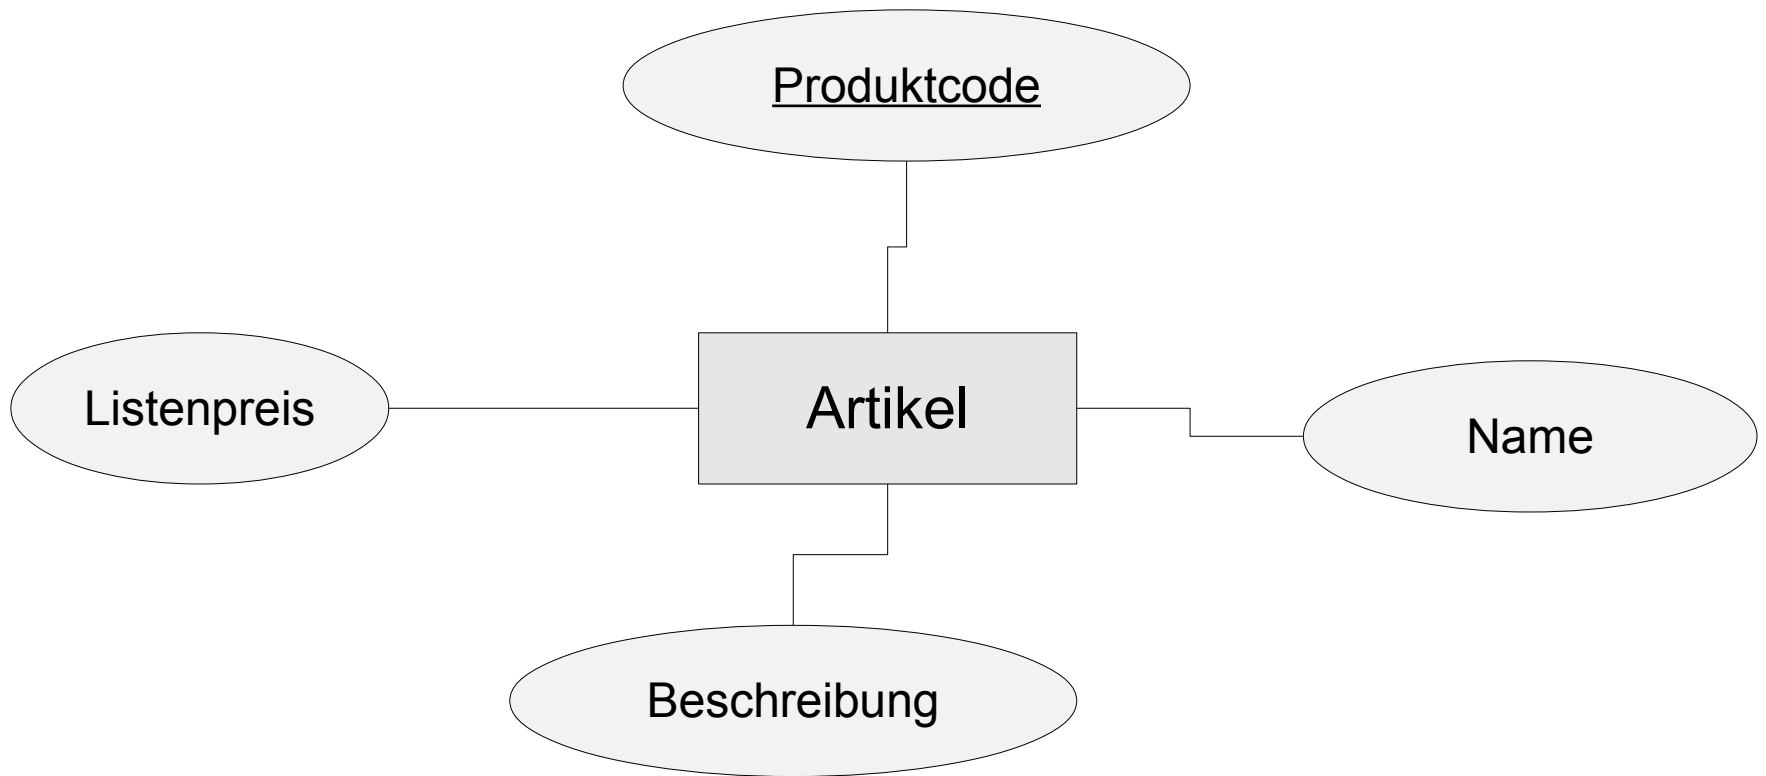 Produktcode
Listenpreis
Artikel
Name
Beschreibung